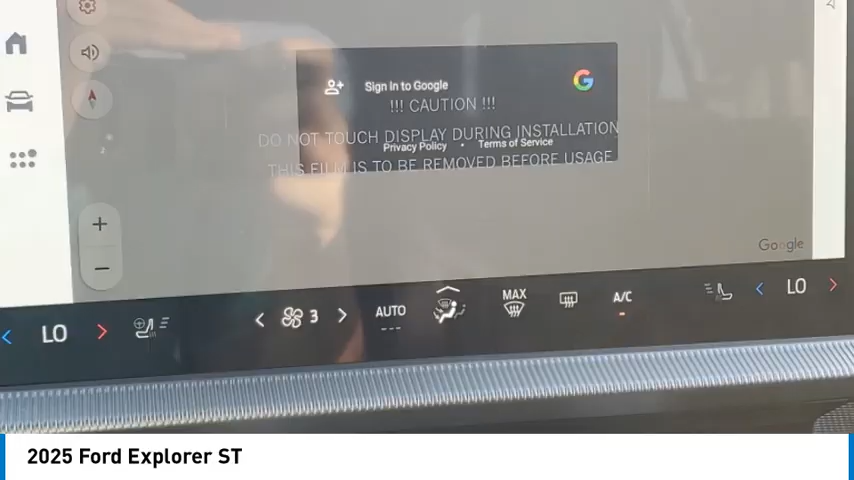 Sign In to Google
!!! CAUTION !!!
DO NOT TOUCH DISPLAY DURING INSTALLATION
Privacy Policy • Terms of Service
THIS FILM IS TO BE REMOVED BEFORE USAGE
Google
LO
3
AUTO
MAX
A/C
LO
2025 Ford Explorer ST